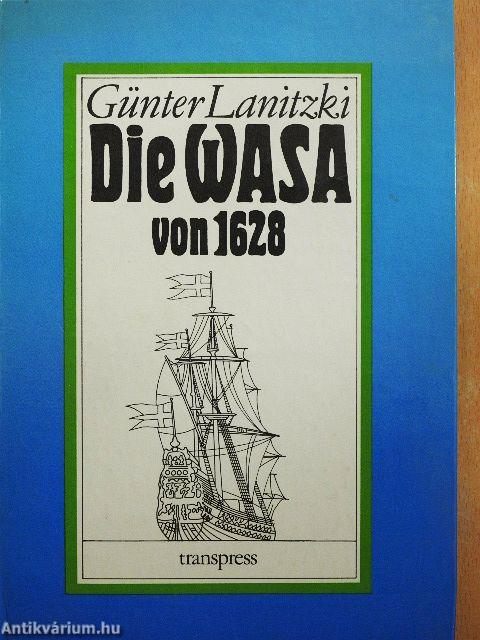 Günter Lanitzki
Die WASA
von 1628
transpress
Antikvárium.hu